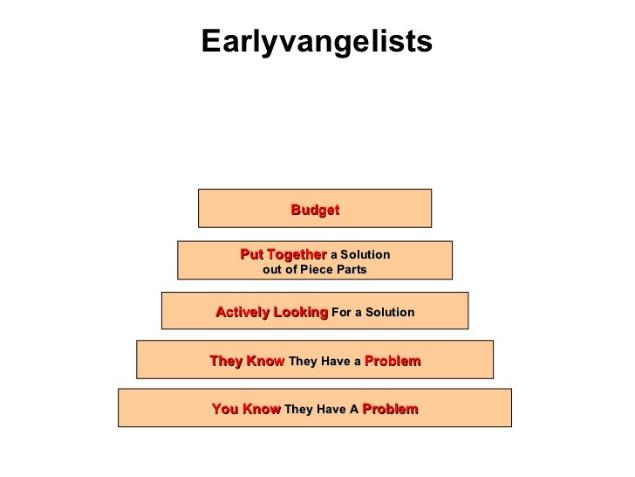 Earlyvangelists
Budget
Put Together a Solution
out of Piece Parts
Actively Looking For a Solution
They Know They Have a Problem
You Know They Have A Problem